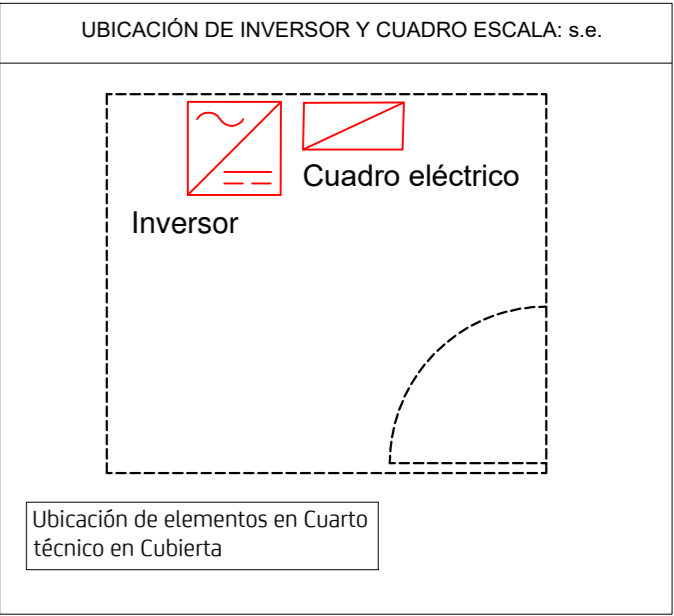 UBICACIÓN DE INVERSOR Y CUADRO ESCALA: s.e.
Cuadro eléctrico
Inversor
Ubicación de elementos en Cuarto
técnico en Cubierta